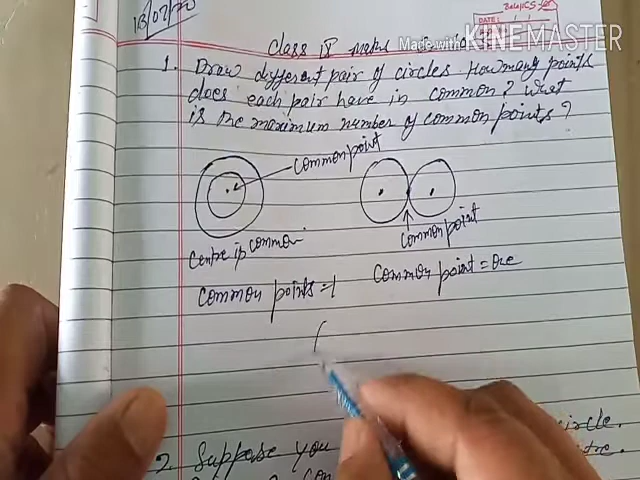 13/07/20
DATE
Made with
KINEMASTER
Class IX maths
1. Draw different pair of circles. How many points
does each pair have in common? What
is the maximum number of common points?
common point
common point
Centre is common
Common point = one
Common points = 1
2. Suppose you circle.